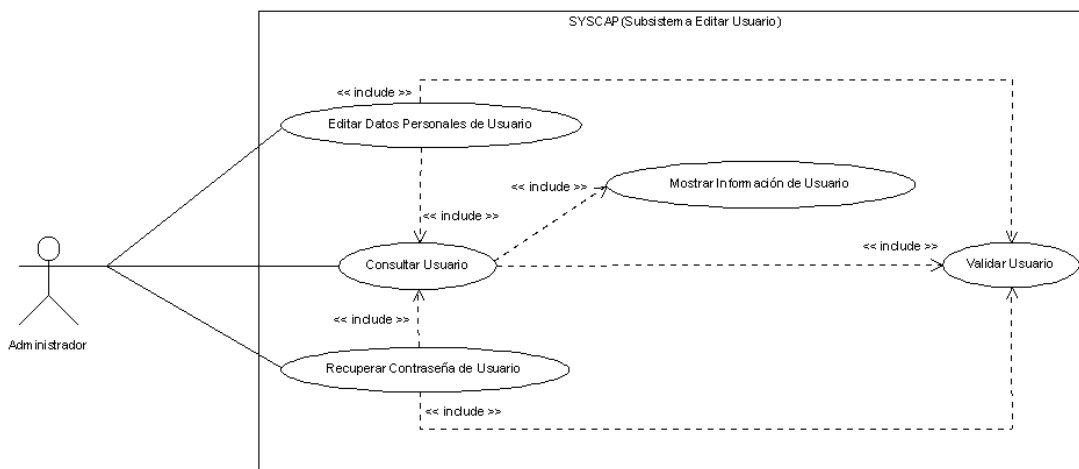 SYSCAP(Subsistema Editar Usuario)
<< include >>
Editar Datos Personales de Usuario
<< include >>
Mostrar Información de Usuario
<< include >>
<< include >>
Consultar Usuario
Validar Usuario
<< include >>
Administrador
Recuperar Contraseña de Usuario
<< include >>